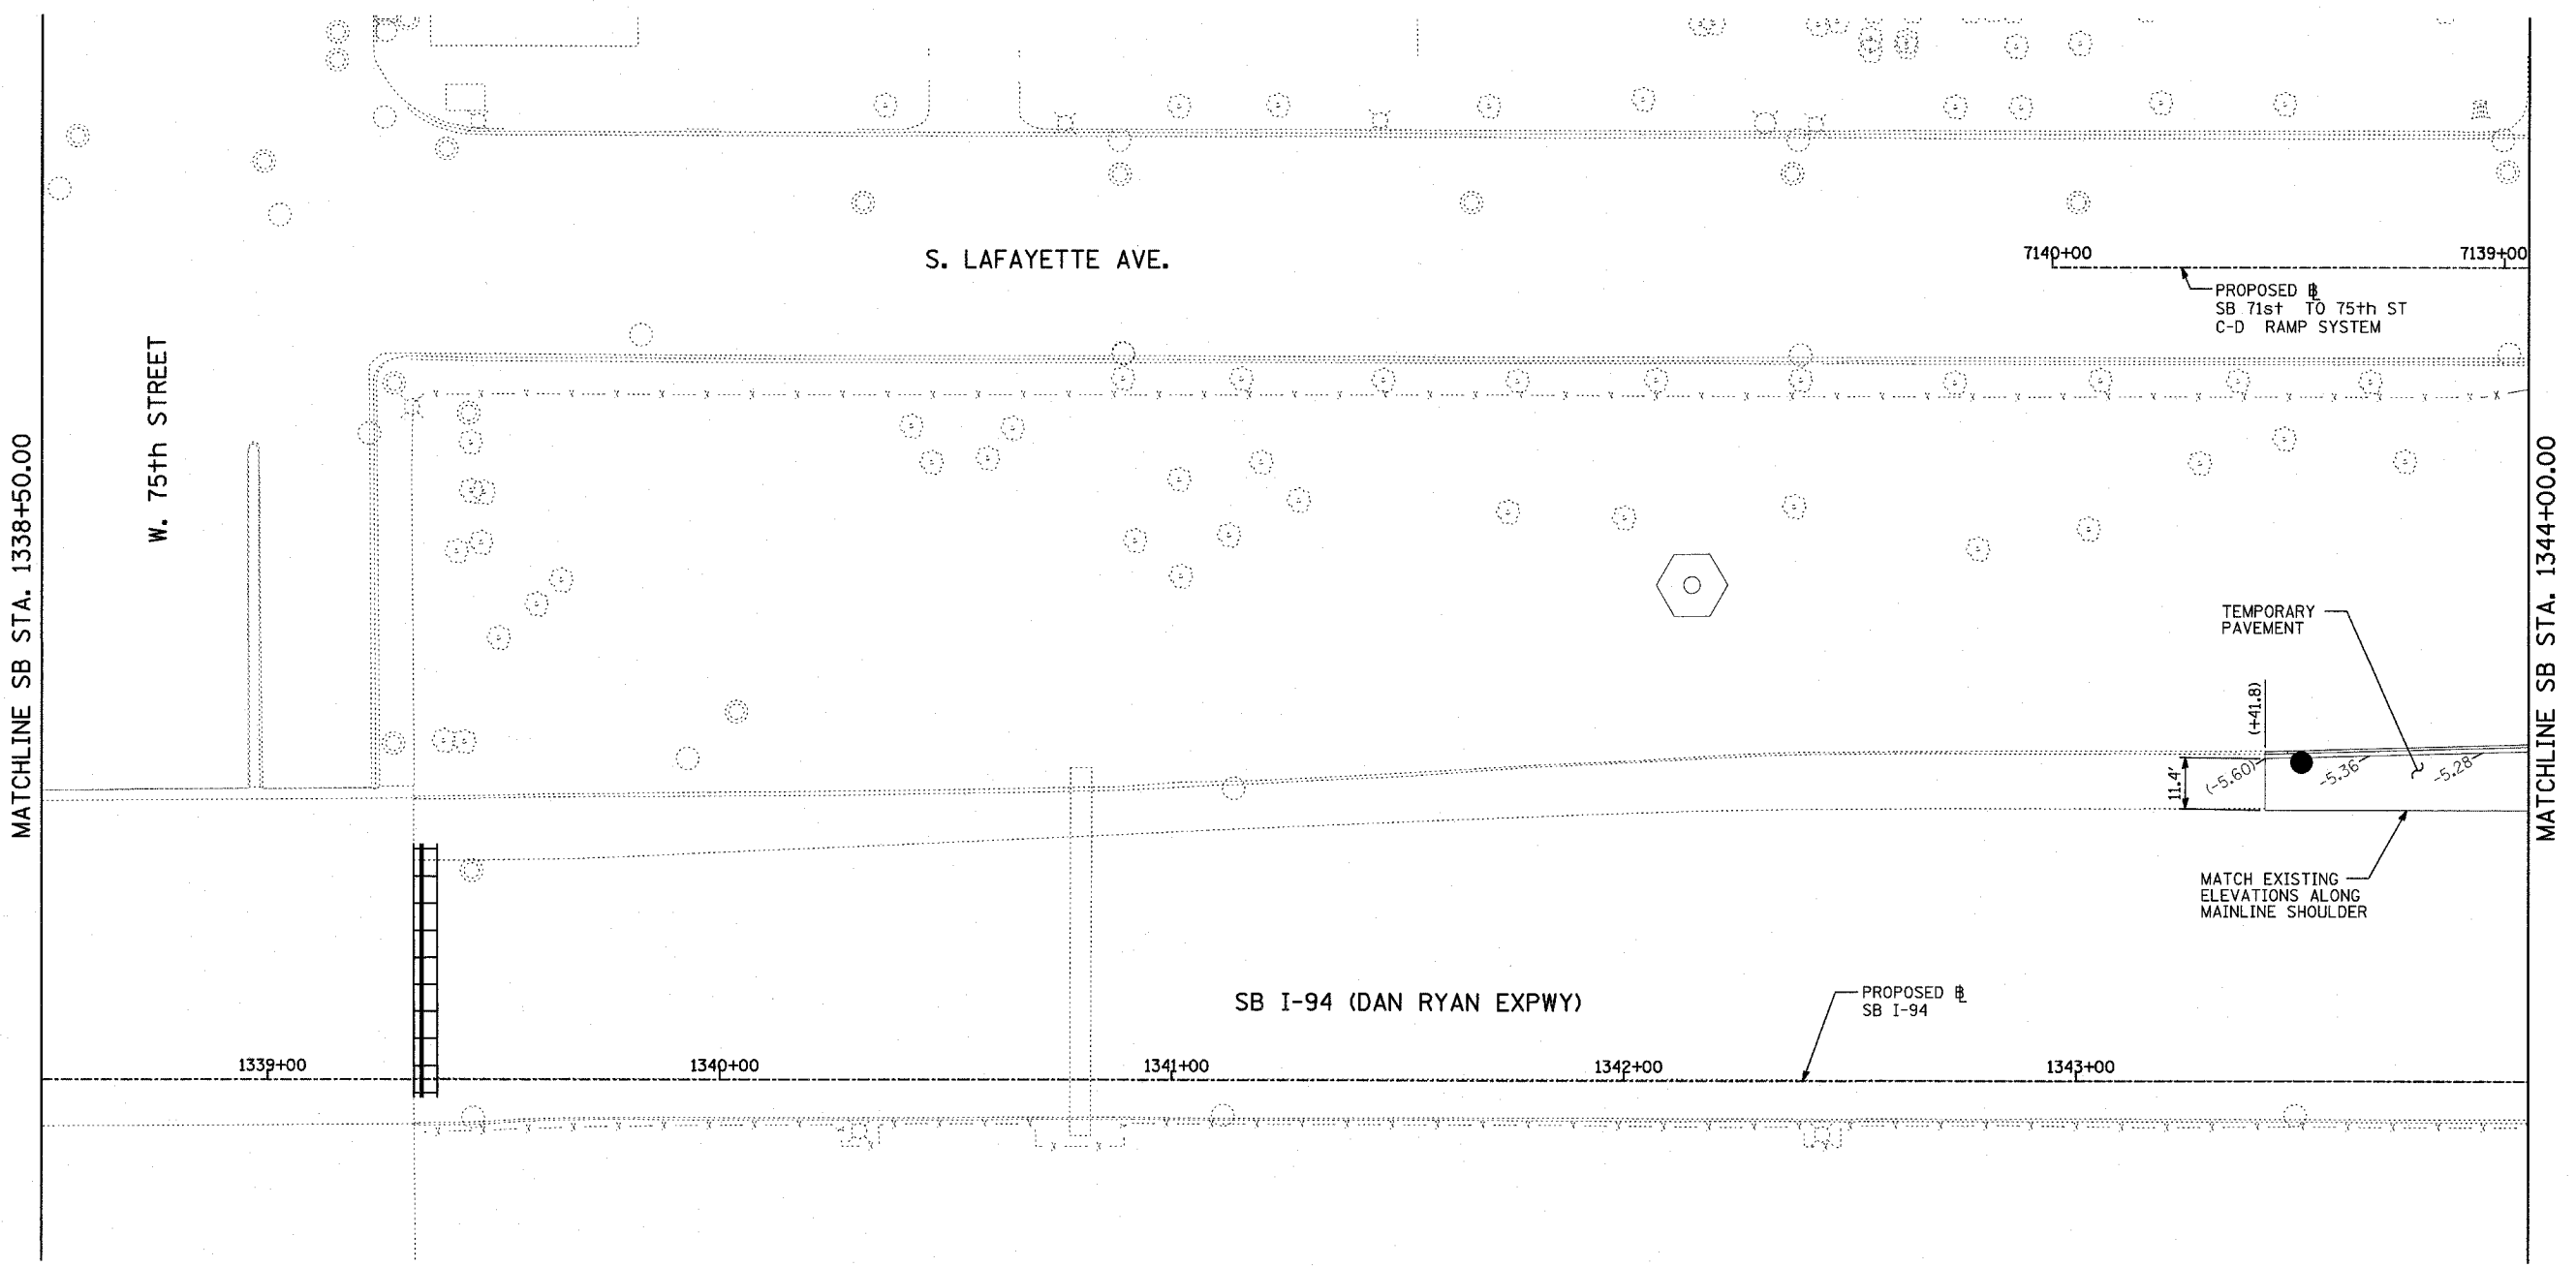 S. LAFAYETTE AVE.
7140+00
7139+00
PROPOSED BL
SB 71st TO 75th ST
C-D RAMP SYSTEM
W. 75th STREET
MATCHLINE SB STA. 1338+50.00
MATCHLINE SB STA. 1344+00.00
TEMPORARY
PAVEMENT
(+41.8)
11.4'
(-5.60)
-5.36
-5.28
MATCH EXISTING
ELEVATIONS ALONG
MAINLINE SHOULDER
SB I-94 (DAN RYAN EXPWY)
PROPOSED BL
SB I-94
1339+00
1340+00
1341+00
1342+00
1343+00